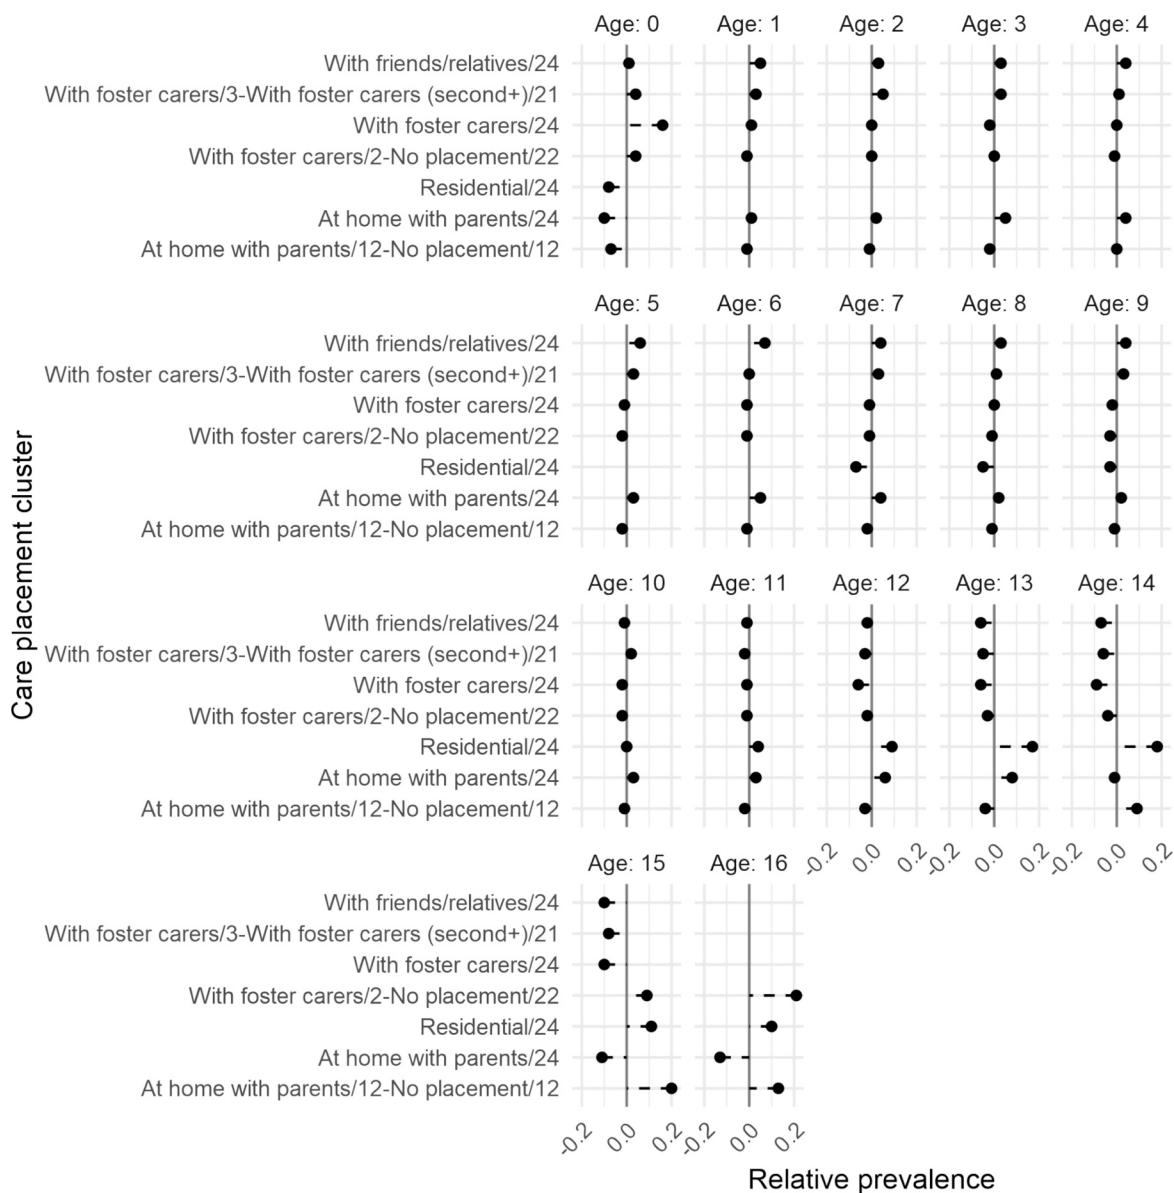 Age: 0 Age: 1 Age: 2 Age: 3 Age: 4
With friends/relatives/24
With foster carers/3-With foster carers (second+)/21
With foster carers/24
With foster carers/2-No placement/22
Residential/24
At home with parents/24
At home with parents/12-No placement/12
Age: 5 Age: 6 Age: 7 Age: 8 Age: 9
With friends/relatives/24
With foster carers/3-With foster carers (second+)/21
With foster carers/24
With foster carers/2-No placement/22
Residential/24
At home with parents/24
At home with parents/12-No placement/12
Care placement cluster
Age: 10 Age: 11 Age: 12 Age: 13 Age: 14
With friends/relatives/24
With foster carers/3-With foster carers (second+)/21
With foster carers/24
With foster carers/2-No placement/22
Residential/24
At home with parents/24
At home with parents/12-No placement/12
-0.2 0.0 0.2 -0.2 0.0 0.2 -0.2 0.0 0.2
Age: 15 Age: 16
With friends/relatives/24
With foster carers/3-With foster carers (second+)/21
With foster carers/24
With foster carers/2-No placement/22
Residential/24
At home with parents/24
At home with parents/12-No placement/12
-0.2 0.0 0.2 -0.2 0.0 0.2
Relative prevalence